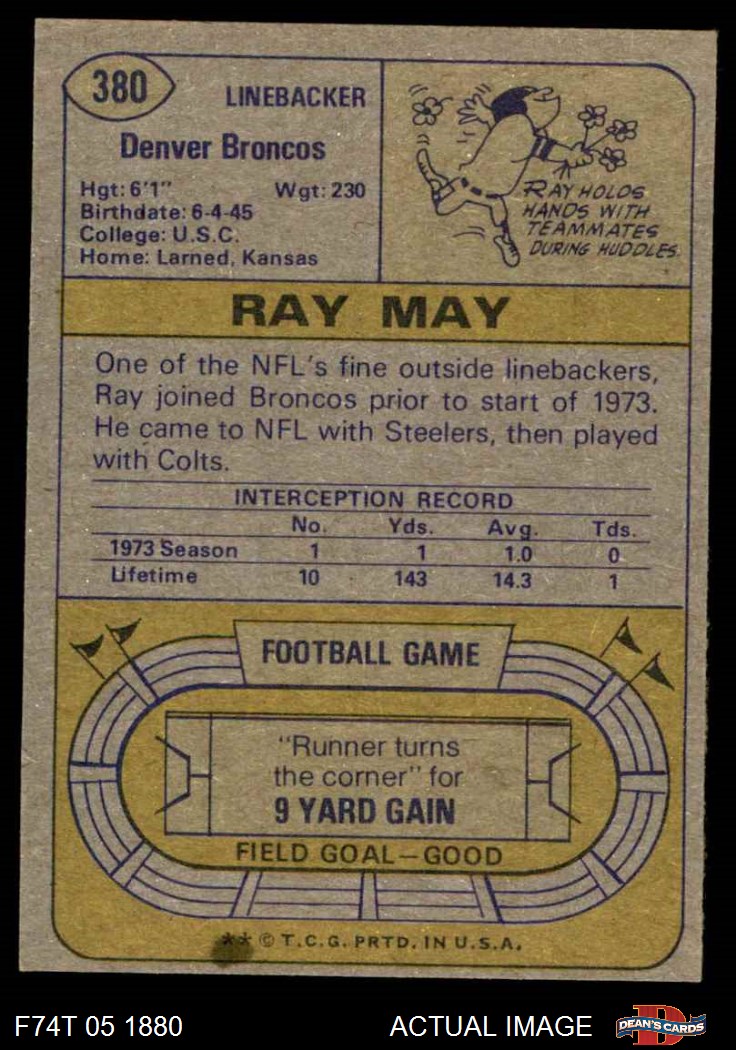 380
LINEBACKER
Denver Broncos
Hgt: 6'1" Wgt: 230
Birthdate: 6-4-45
College: U.S.C.
Home: Larned, Kansas
RAY HOLDS
HANDS WITH
TEAMMATES
DURING HUDDLES.
RAY MAY
One of the NFL's fine outside linebackers,
Ray joined Broncos prior to start of 1973.
He came to NFL with Steelers, then played
with Colts.
INTERCEPTION RECORD
No. Yds. Avg. Tds.
1973 Season 1 1 1.0 0
Lifetime 10 143 14.3 1
FOOTBALL GAME
"Runner turns
the corner" for
9 YARD GAIN
FIELD GOAL—GOOD
** © T.C.G. PRTD. IN U.S.A.
F74T 05 1880 ACTUAL IMAGE
D
DEAN'S CARDS